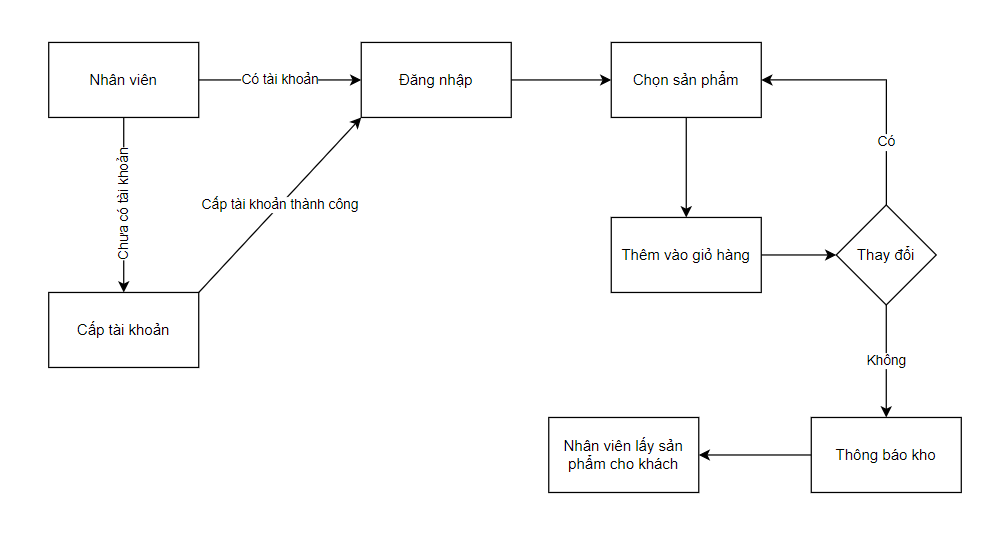 Nhân viên
Có tài khoản
Đăng nhập
Chọn sản phẩm
Có
Chưa có tài khoản
Cấp tài khoản thành công
Thêm vào giỏ hàng
Thay đổi
Cấp tài khoản
Không
Nhân viên lấy sản
phẩm cho khách
Thông báo kho